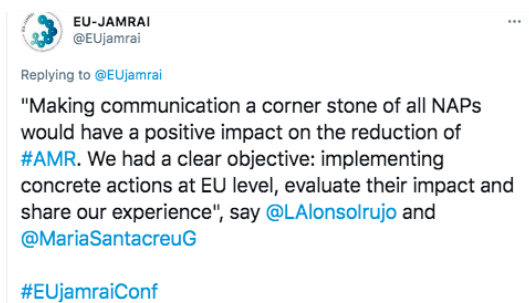 EU-JAMRAI
@EUjamrai
Replying to @EUjamrai
"Making communication a corner stone of all NAPs
would have a positive impact on the reduction of
#AMR. We had a clear objective: implementing
concrete actions at EU level, evaluate their impact and
share our experience", say @LAlonsoIrujo and
@MariaSantacreuG
#EUjamraiConf